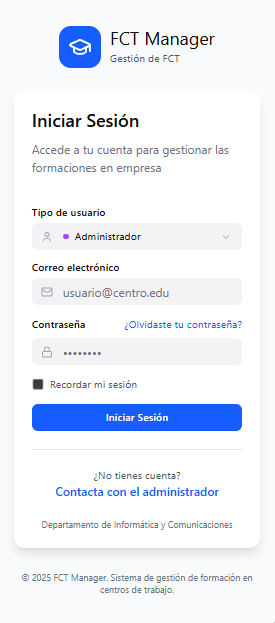 FCT Manager
Gestión de FCT
Iniciar Sesión
Accede a tu cuenta para gestionar las
formaciones en empresa
Tipo de usuario
Administrador
Correo electrónico
usuario@centro.edu
Contraseña
¿Olvidaste tu contraseña?
••••••••
Recordar mi sesión
Iniciar Sesión
¿No tienes cuenta?
Contacta con el administrador
Departamento de Informática y Comunicaciones
© 2025 FCT Manager. Sistema de gestión de formación en
centros de trabajo.